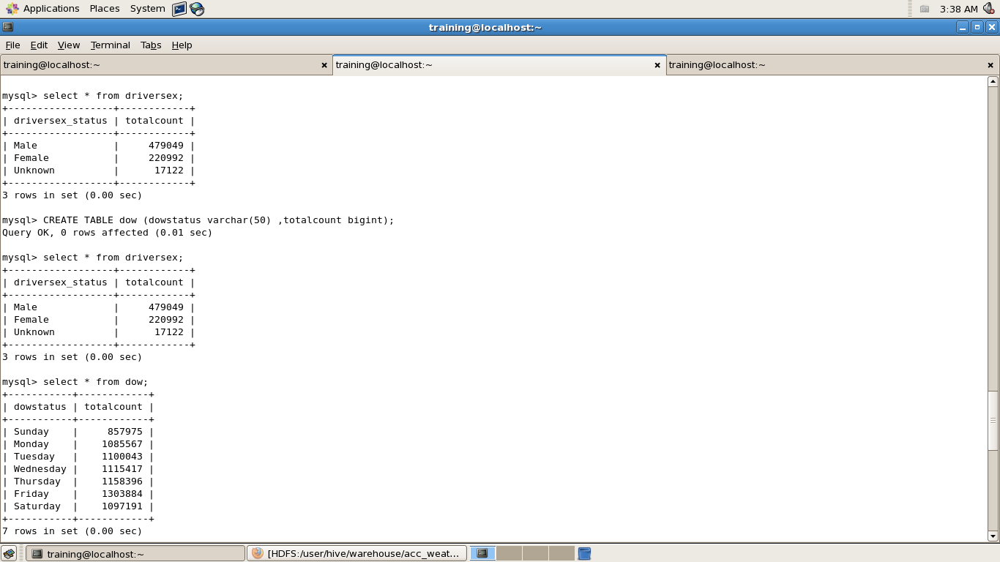 Applications Places System 3:38 AM
training@localhost:~
File Edit View Terminal Tabs Help
training@localhost:~ training@localhost:~ training@localhost:~
mysql> select * from driversex;
+------------------+------------+
| driversex_status | totalcount |
+------------------+------------+
| Male             |     479049 |
| Female           |     220992 |
| Unknown          |      17122 |
+------------------+------------+
3 rows in set (0.00 sec)
mysql> CREATE TABLE dow (dowstatus varchar(50) ,totalcount bigint);
Query OK, 0 rows affected (0.01 sec)
mysql> select * from driversex;
+------------------+------------+
| driversex_status | totalcount |
+------------------+------------+
| Male             |     479049 |
| Female           |     220992 |
| Unknown          |      17122 |
+------------------+------------+
3 rows in set (0.00 sec)
mysql> select * from dow;
+-----------+------------+
| dowstatus | totalcount |
+-----------+------------+
| Sunday    |     857975 |
| Monday    |    1085567 |
| Tuesday   |    1100043 |
| Wednesday |    1115417 |
| Thursday  |    1158396 |
| Friday    |    1303884 |
| Saturday  |    1097191 |
+-----------+------------+
7 rows in set (0.00 sec)
training@localhost:~ [HDFS:/user/hive/warehouse/acc_weat...